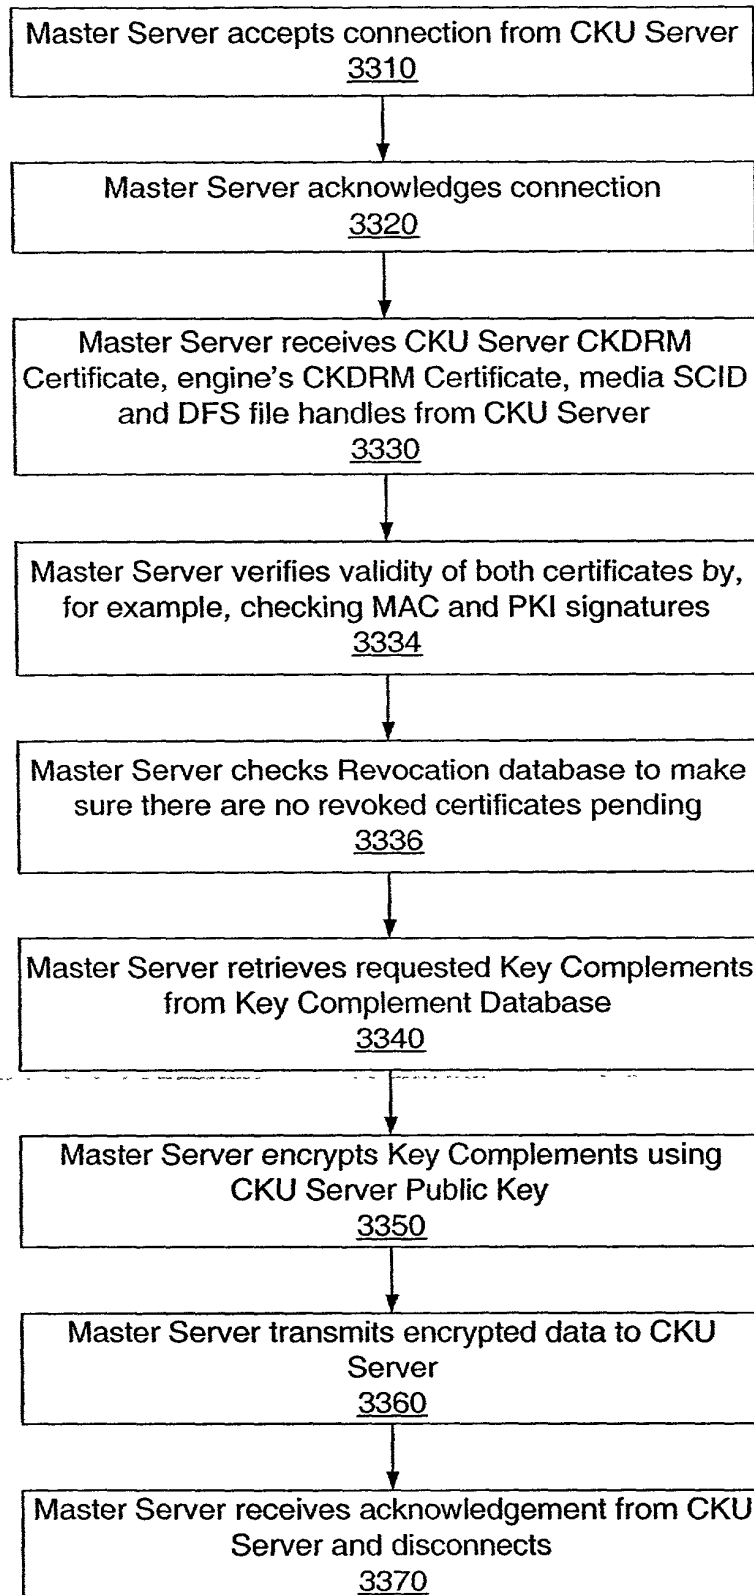 Master Server accepts connection from CKU Server
3310
Master Server acknowledges connection
3320
Master Server receives CKU Server CKDRM
Certificate, engine's CKDRM Certificate, media SCID
and DFS file handles from CKU Server
3330
Master Server verifies validity of both certificates by,
for example, checking MAC and PKI signatures
3334
Master Server checks Revocation database to make
sure there are no revoked certificates pending
3336
Master Server retrieves requested Key Complements
from Key Complement Database
3340
Master Server encrypts Key Complements using
CKU Server Public Key
3350
Master Server transmits encrypted data to CKU
Server
3360
Master Server receives acknowledgement from CKU
Server and disconnects
3370